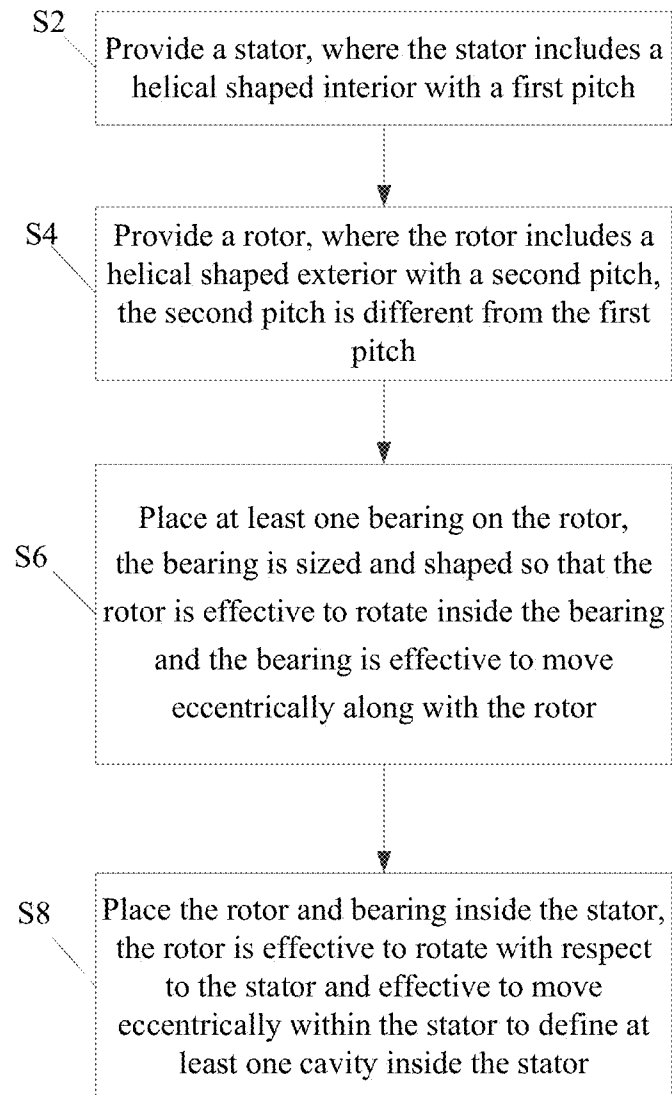 S2
Provide a stator, where the stator includes a
helical shaped interior with a first pitch
S4
Provide a rotor, where the rotor includes a
helical shaped exterior with a second pitch,
the second pitch is different from the first
pitch
S6
Place at least one bearing on the rotor,
the bearing is sized and shaped so that the
rotor is effective to rotate inside the bearing
and the bearing is effective to move
eccentrically along with the rotor
S8
Place the rotor and bearing inside the stator,
the rotor is effective to rotate with respect
to the stator and effective to move
eccentrically within the stator to define at
least one cavity inside the stator